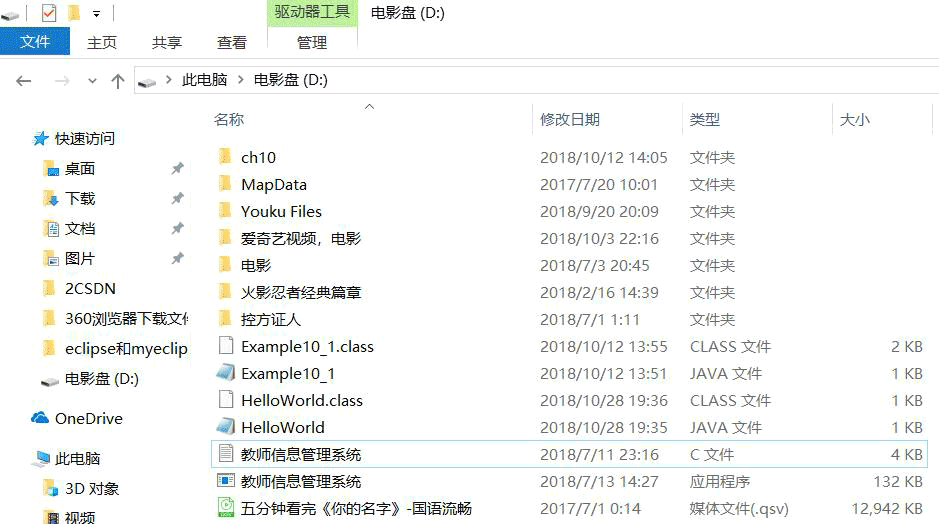 驱动器工具 电影盘 (D:)
文件 主页 共享 查看 管理
此电脑 电影盘 (D:)
名称 修改日期 类型 大小
快速访问
桌面
下载
文档
图片
2CSDN
360浏览器下载文件
eclipse和myeclip
电影盘 (D:)
OneDrive
此电脑
3D 对象
视频
ch10 2018/10/12 14:05 文件夹
MapData 2017/7/20 10:01 文件夹
Youku Files 2018/9/20 20:09 文件夹
爱奇艺视频，电影 2018/10/3 22:16 文件夹
电影 2018/7/3 20:45 文件夹
火影忍者经典篇章 2018/2/16 14:39 文件夹
控方证人 2018/7/1 1:11 文件夹
Example10_1.class 2018/10/12 13:55 CLASS 文件 2 KB
Example10_1 2018/10/12 13:51 JAVA 文件 1 KB
HelloWorld.class 2018/10/28 19:36 CLASS 文件 1 KB
HelloWorld 2018/10/28 19:35 JAVA 文件 1 KB
教师信息管理系统 2018/7/11 23:16 C 文件 4 KB
教师信息管理系统 2018/7/13 14:27 应用程序 132 KB
五分钟看完《你的名字》-国语流畅 2018/7/1 0:14 媒体文件(.qsv) 12,942 KB